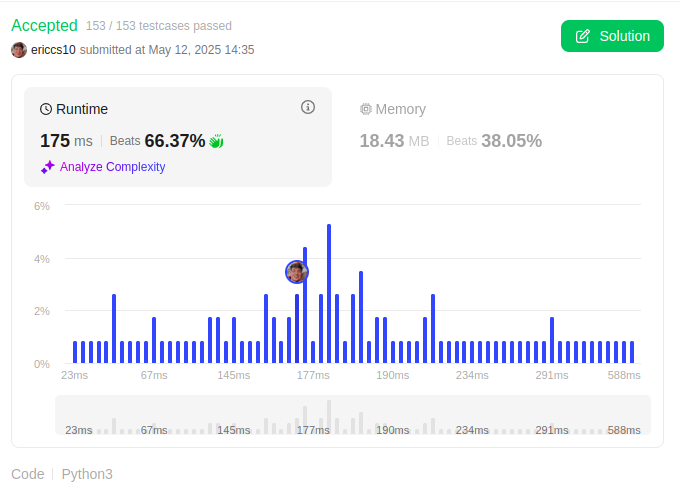 Accepted 153 / 153 testcases passed
ericcs10 submitted at May 12, 2025 14:35
Solution
Runtime
175 ms Beats 66.37%
Analyze Complexity
Memory
18.43 MB Beats 38.05%
6%
4%
2%
0%
23ms 67ms 145ms 177ms 190ms 234ms 291ms 588ms
23ms 67ms 145ms 177ms 190ms 234ms 291ms 588ms
Code Python3